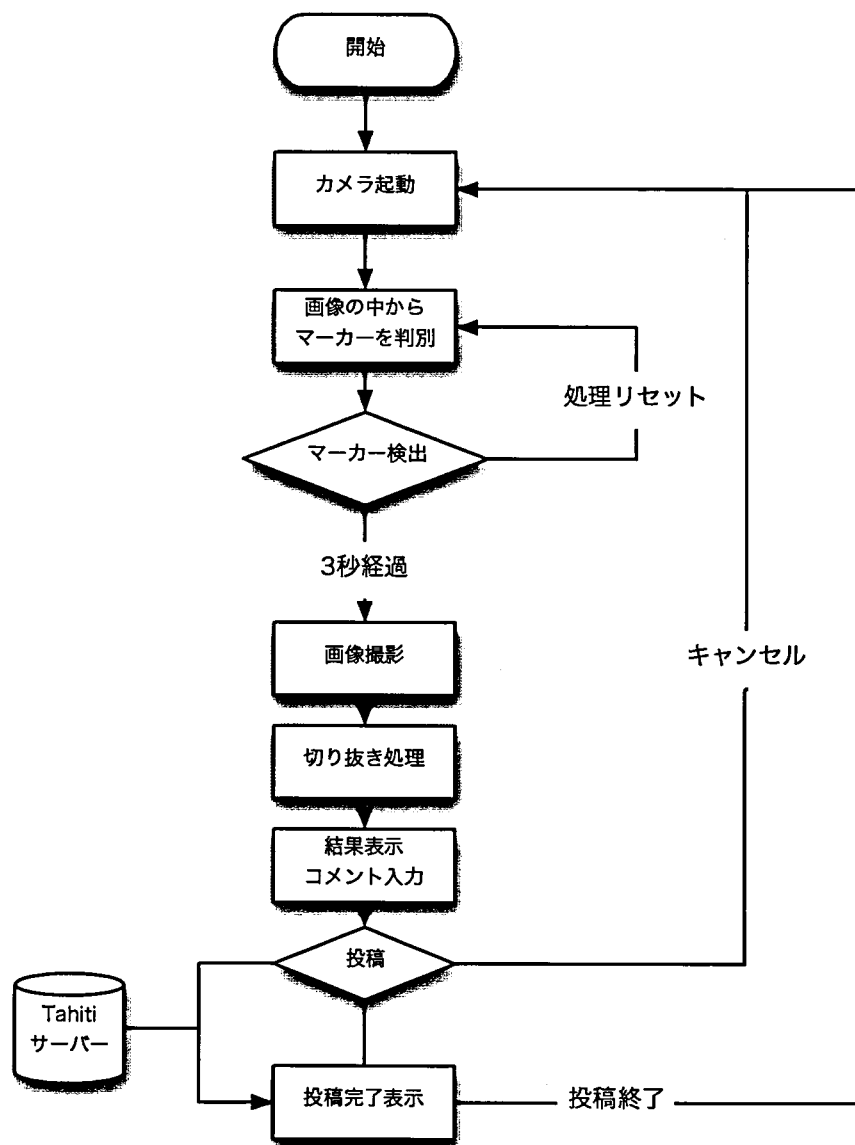 開始
カメラ起動
画像の中から
マーカーを判別
処理リセット
マーカー検出
3秒経過
画像撮影
キャンセル
切り抜き処理
結果表示
コメント入力
投稿
Tahiti
サーバー
投稿完了表示
投稿終了